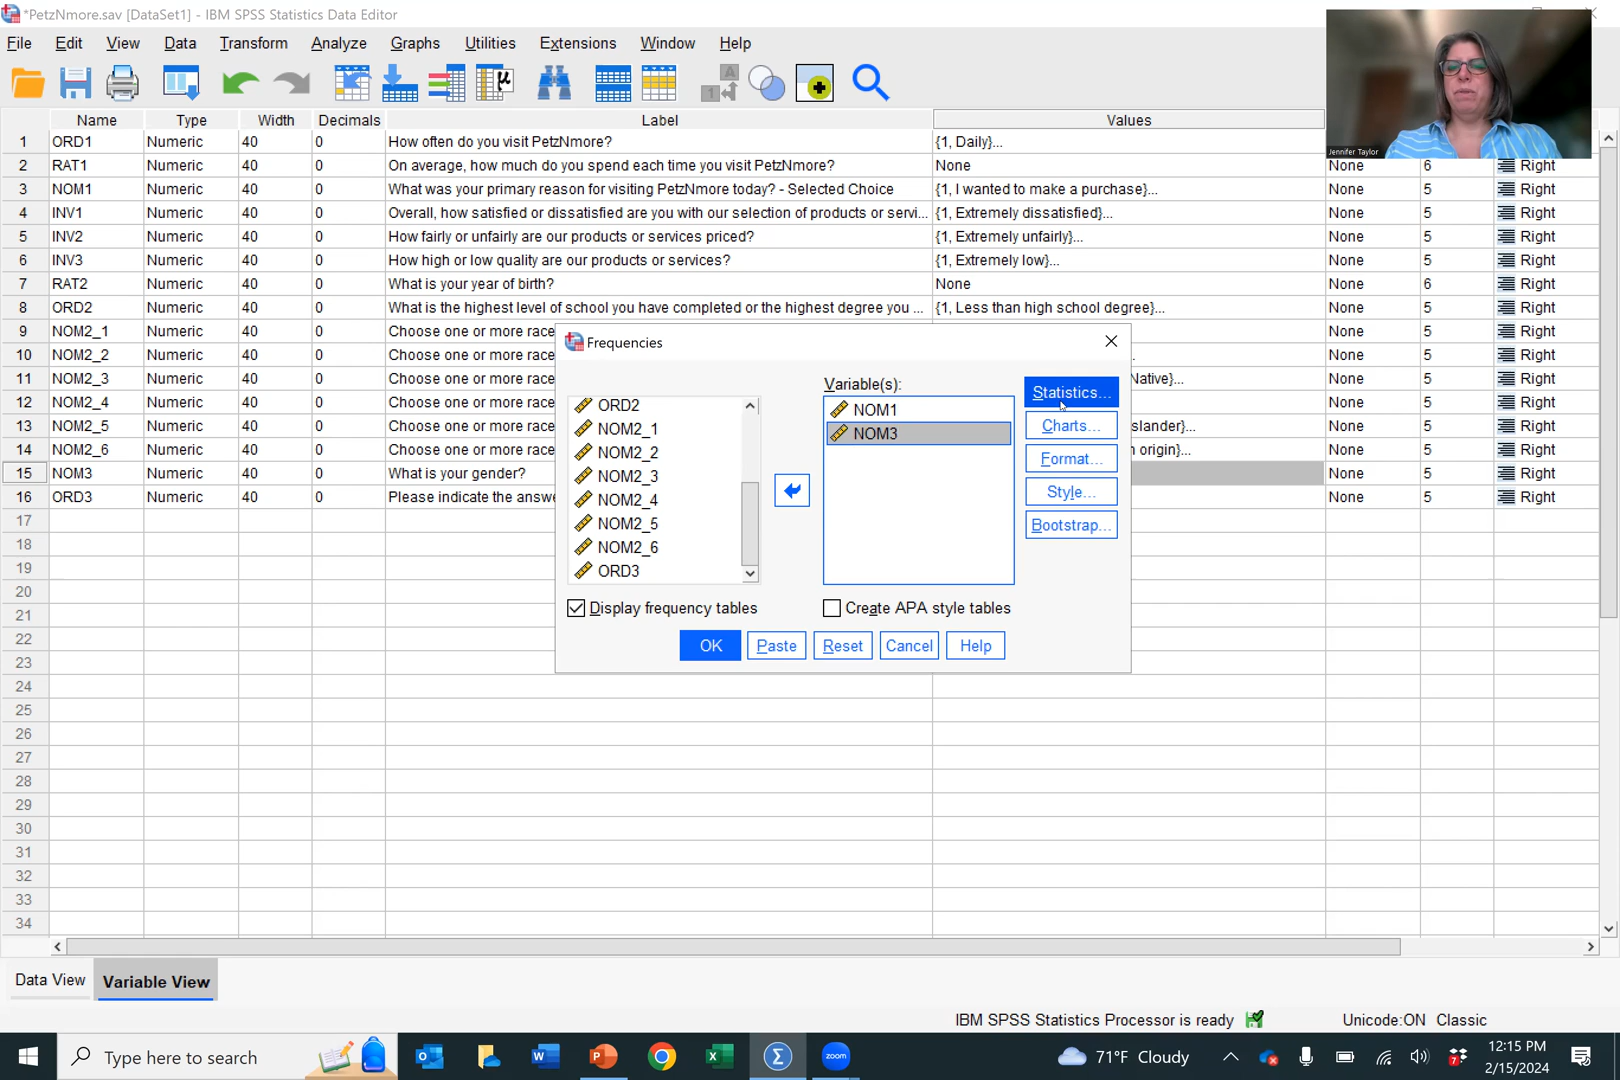 *PetzNmore.sav [DataSet1] - IBM SPSS Statistics Data Editor
File Edit View Data Transform Analyze Graphs Utilities Extensions Window Help
Jennifer Taylor
Name Type Width Decimals Label Values
1 ORD1 Numeric 40 0 How often do you visit PetzNmore? {1, Daily}...
2 RAT1 Numeric 40 0 On average, how much do you spend each time you visit PetzNmore? None None 6 Right
3 NOM1 Numeric 40 0 What was your primary reason for visiting PetzNmore today? - Selected Choice {1, I wanted to make a purchase}... None 5 Right
4 INV1 Numeric 40 0 Overall, how satisfied or dissatisfied are you with our selection of products or servi... {1, Extremely dissatisfied}... None 5 Right
5 INV2 Numeric 40 0 How fairly or unfairly are our products or services priced? {1, Extremely unfairly}... None 5 Right
6 INV3 Numeric 40 0 How high or low quality are our products or services? {1, Extremely low}... None 5 Right
7 RAT2 Numeric 40 0 What is your year of birth? None None 6 Right
8 ORD2 Numeric 40 0 What is the highest level of school you have completed or the highest degree you ... {1, Less than high school degree}... None 5 Right
9 NOM2_1 Numeric 40 0 Choose one or more race None 5 Right
10 NOM2_2 Numeric 40 0 Choose one or more race . None 5 Right
11 NOM2_3 Numeric 40 0 Choose one or more race Native}... None 5 Right
12 NOM2_4 Numeric 40 0 Choose one or more race None 5 Right
13 NOM2_5 Numeric 40 0 Choose one or more race slander}... None 5 Right
14 NOM2_6 Numeric 40 0 Choose one or more race n origin}... None 5 Right
15 NOM3 Numeric 40 0 What is your gender? None 5 Right
16 ORD3 Numeric 40 0 Please indicate the answe None 5 Right
17
18
19
20
21
22
23
24
25
26
27
28
29
30
31
32
33
34
Frequencies
Variable(s):
ORD2
NOM2_1
NOM2_2
NOM2_3
NOM2_4
NOM2_5
NOM2_6
ORD3
NOM1
NOM3
Statistics...
Charts...
Format...
Style...
Bootstrap...
Display frequency tables Create APA style tables
OK Paste Reset Cancel Help
Data View Variable View
IBM SPSS Statistics Processor is ready Unicode:ON Classic
Type here to search
zoom
71°F Cloudy
7
12:15 PM
2/15/2024